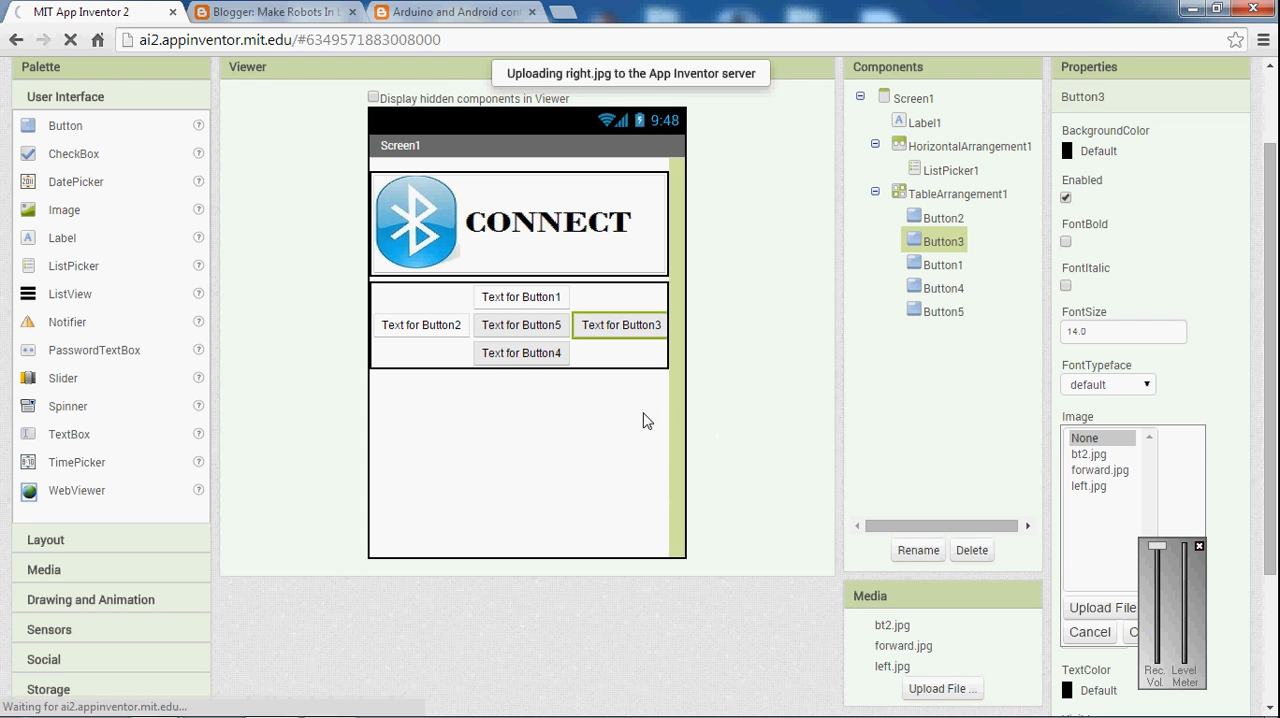 MIT App Inventor 2
Blogger: Make Robots In L
Arduino and Android con
ai2.appinventor.mit.edu/#6349571883008000
Palette
User Interface
Button
CheckBox
DatePicker
Image
Label
ListPicker
ListView
Notifier
PasswordTextBox
Slider
Spinner
TextBox
TimePicker
WebViewer
Layout
Media
Drawing and Animation
Sensors
Social
Storage
Waiting for ai2.appinventor.mit.edu...
Viewer
Uploading right.jpg to the App Inventor server
Display hidden components in Viewer
9:48
Screen1
CONNECT
Text for Button1
Text for Button2 Text for Button5 Text for Button3
Text for Button4
Components
Screen1
Label1
HorizontalArrangement1
ListPicker1
TableArrangement1
Button2
Button3
Button1
Button4
Button5
Rename Delete
Media
bt2.jpg
forward.jpg
left.jpg
Upload File ...
Properties
Button3
BackgroundColor
Default
Enabled
FontBold
FontItalic
FontSize
14.0
FontTypeface
default
Image
None
bt2.jpg
forward.jpg
left.jpg
Upload File
Cancel
Rec. Level
Vol. Meter
TextColor
Default